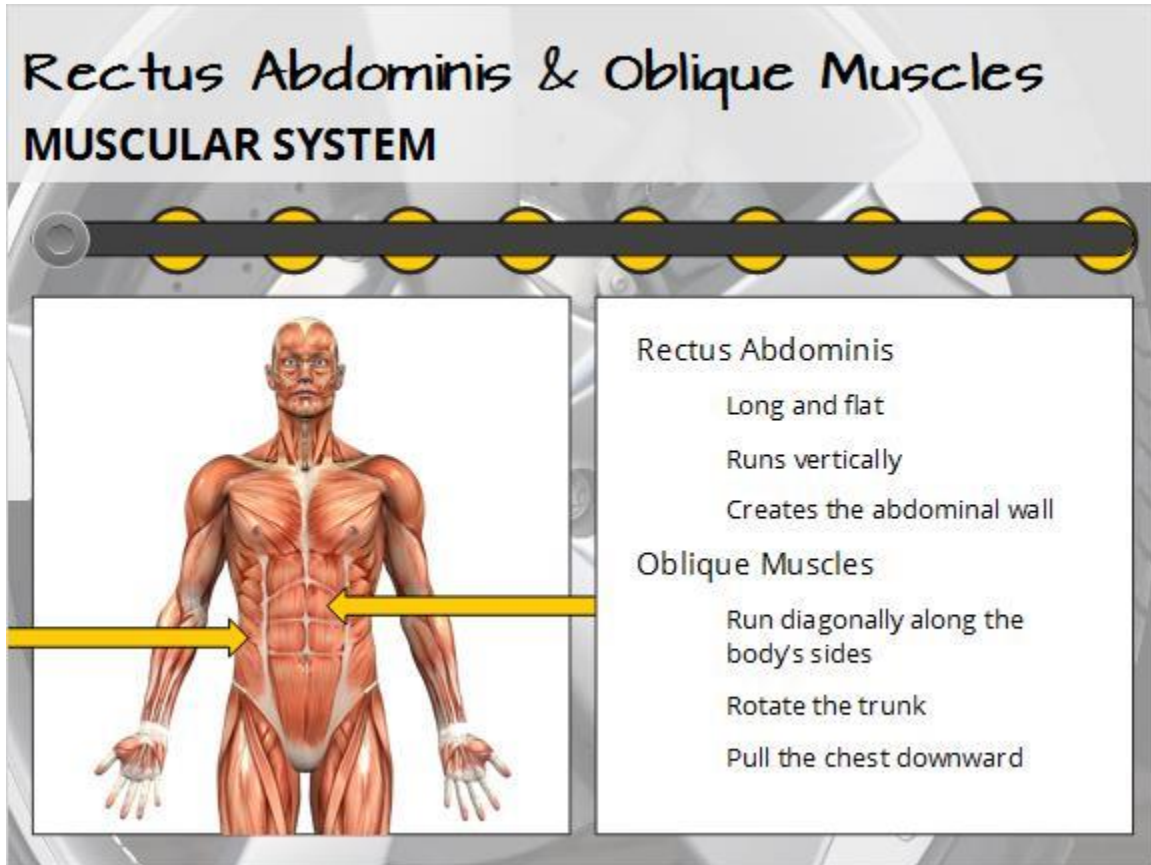 Rectus Abdominis & Oblique Muscles
MUSCULAR SYSTEM
Rectus Abdominis
Long and flat
Runs vertically
Creates the abdominal wall
Oblique Muscles
Run diagonally along the
body's sides
Rotate the trunk
Pull the chest downward